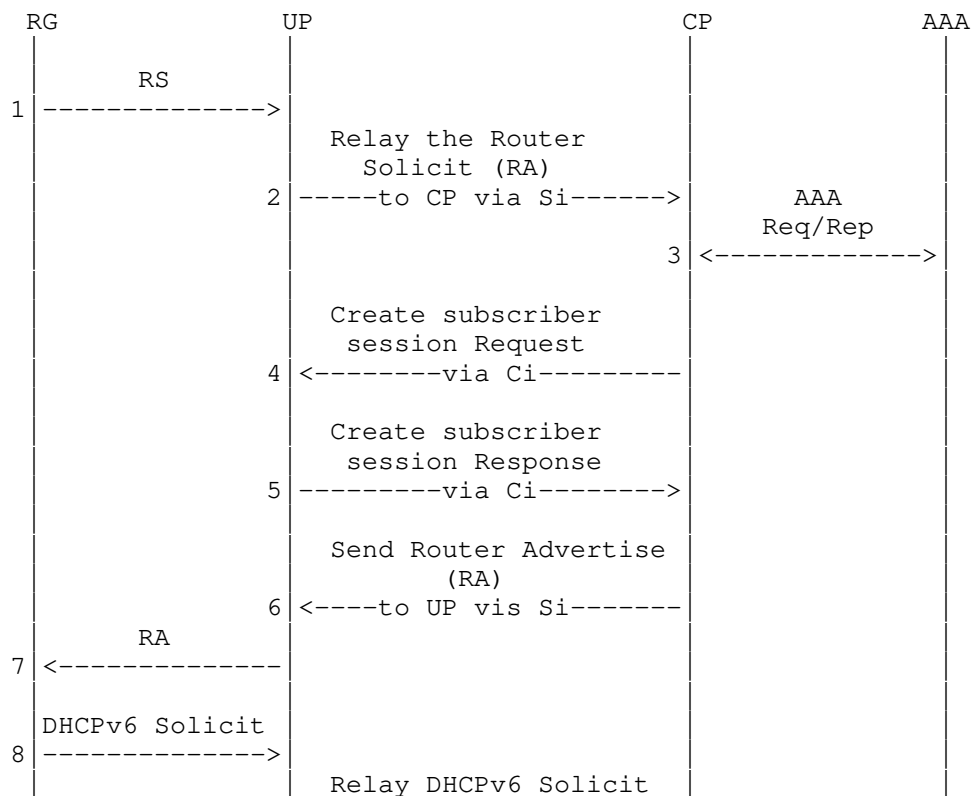 RG UP CP AAA
RS
1 -------------->
Relay the Router
Solicit (RA)
2 -----to CP via Si------> AAA
Req/Rep
3 <------------->
Create subscriber
session Request
4 <--------via Ci---------
Create subscriber
session Response
5 ---------via Ci-------->
Send Router Advertise
(RA)
6 <----to UP vis Si-------
RA
7 <--------------
DHCPv6 Solicit
8 -------------->
Relay DHCPv6 Solicit